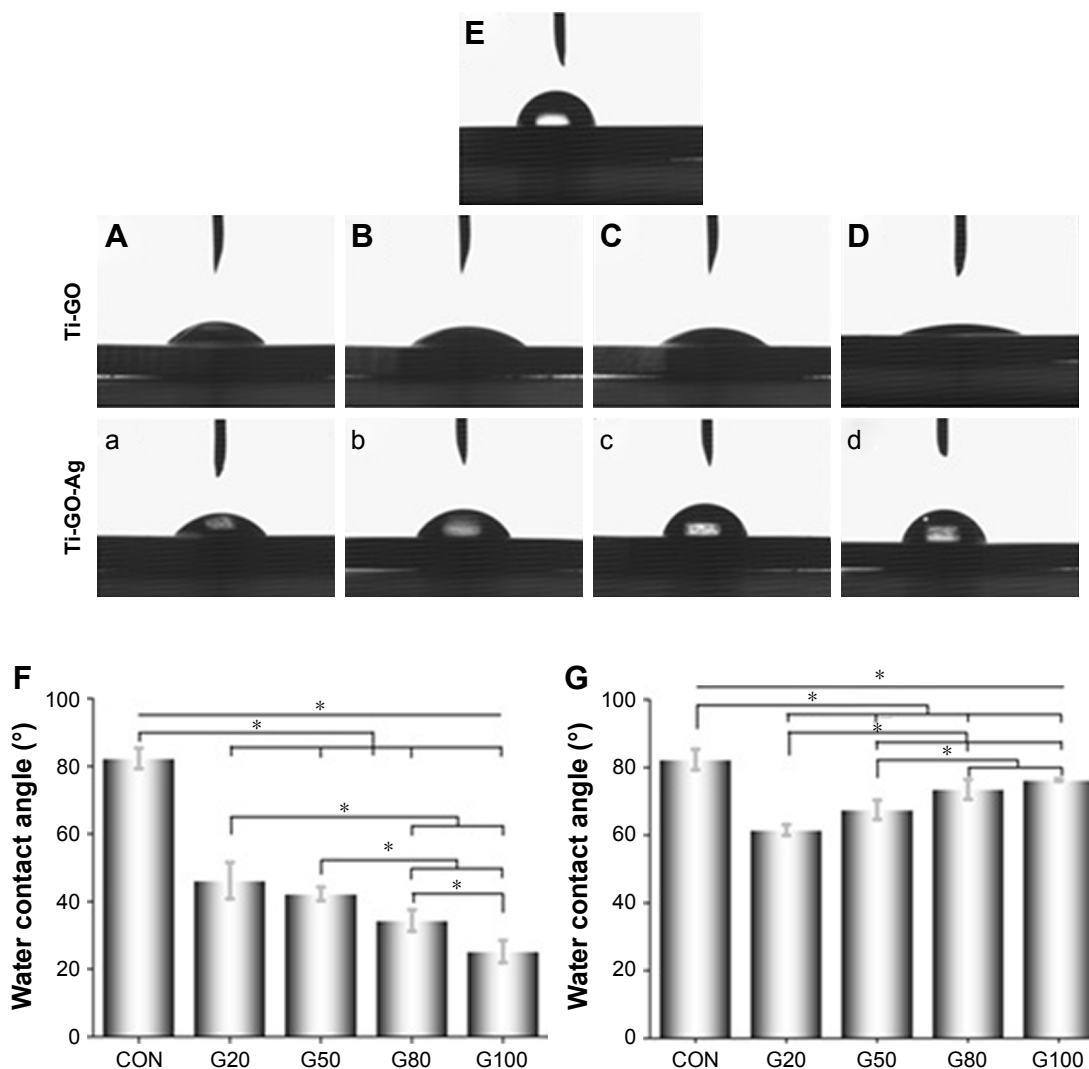 E
A
B
C
D
Ti-GO
a
b
c
d
Ti-GO-Ag
F
Water contact angle (°)
100
80
60
40
20
0
*
*
*
*
*
CON G20 G50 G80 G100
G
Water contact angle (°)
100
80
60
40
20
0
*
*
*
*
CON G20 G50 G80 G100